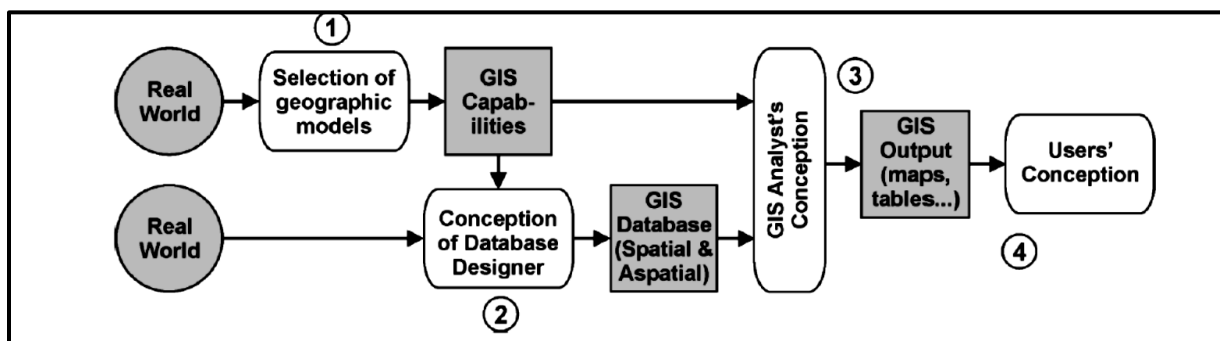 1
Real
World
Selection of
geographic
models
GIS
Capab-
ilities
GIS Analyst's
Conception
3
GIS
Output
(maps,
tables...)
Users'
Conception
Real
World
Conception
of Database
Designer
GIS
Database
(Spatial &
Aspatial)
2
4